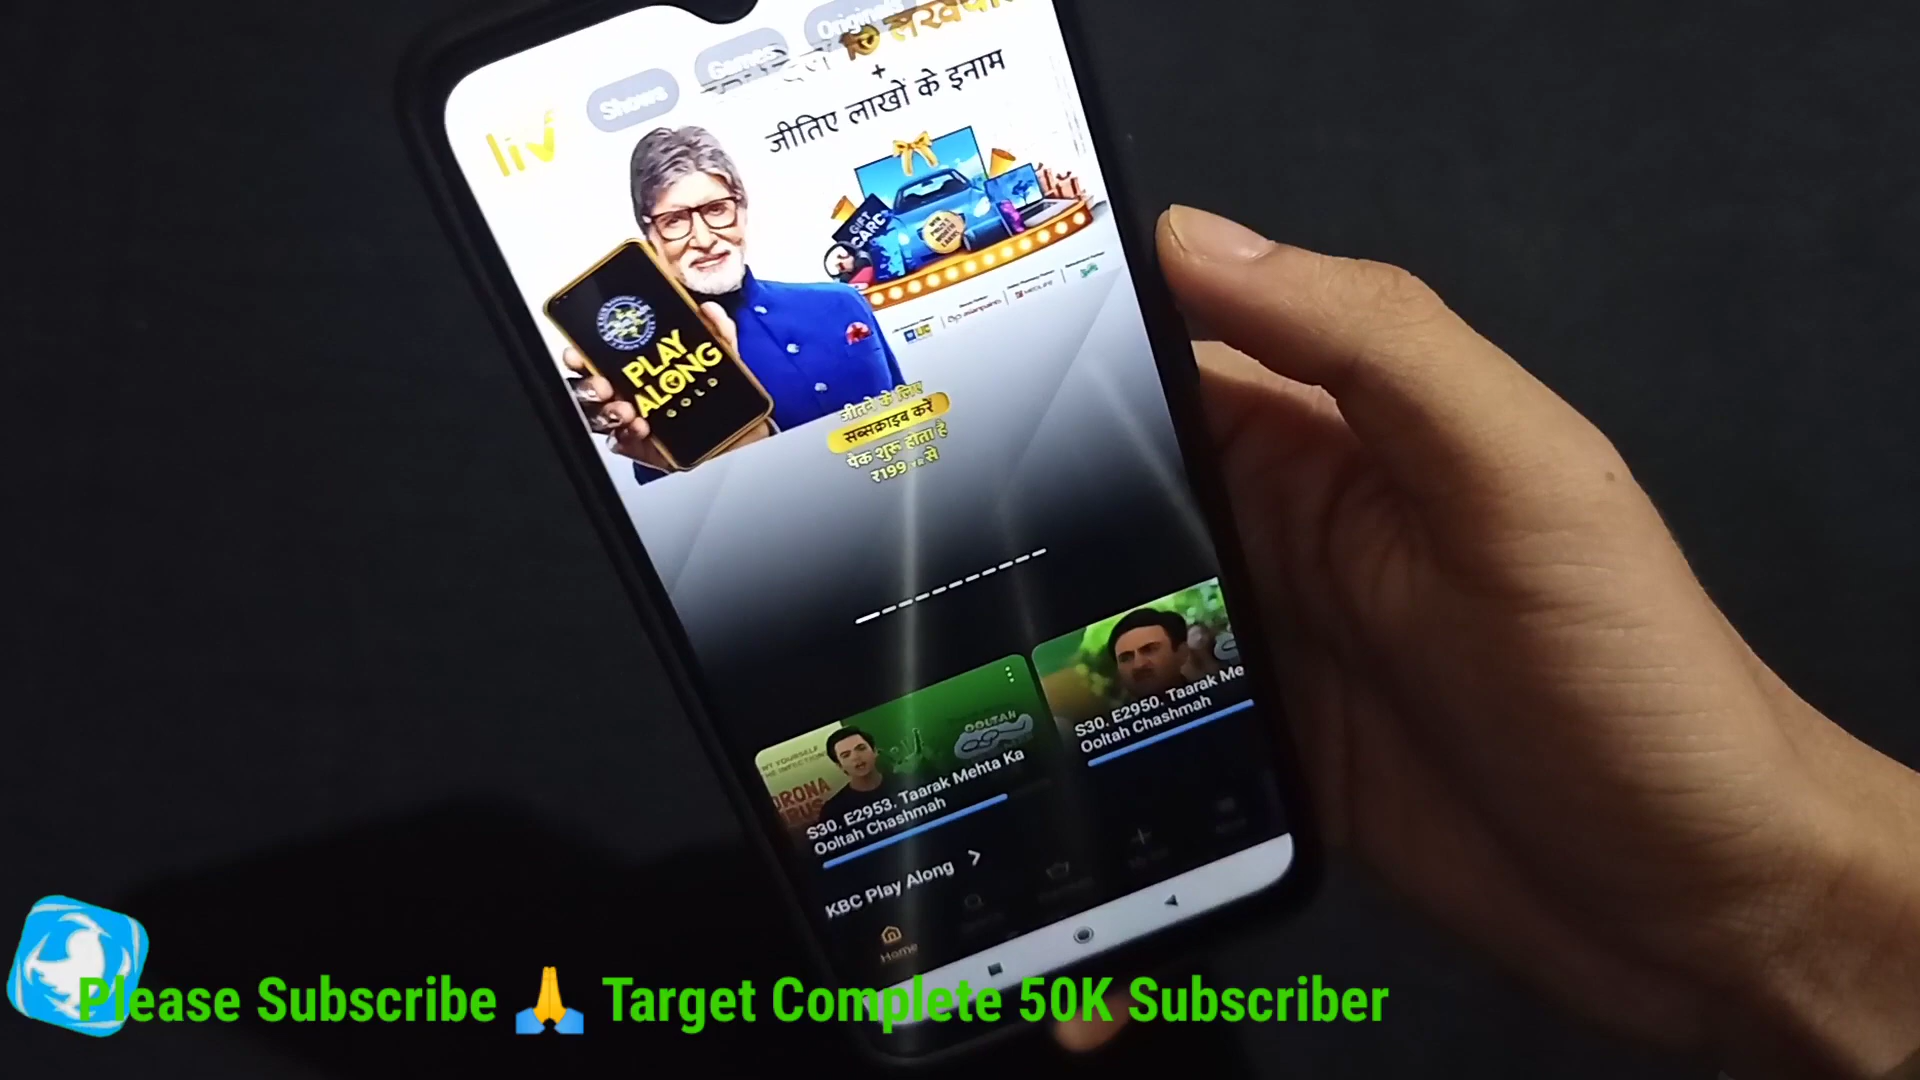 Originals
Games
Shows
liv
+
जीतिए लाखों के इनाम
GIFT
CARD
PLAY
ALONG
GOLD
जीतने के लिए
सब्सक्राइब करें
पैक शुरू होता है
₹199 से
OOLTAH
S30. E2953. Taarak Mehta Ka
Ooltah Chashmah
S30. E2950. Taarak Me
Ooltah Chashmah
KBC Play Along
Home
Please Subscribe 🙏 Target Complete 50K Subscriber